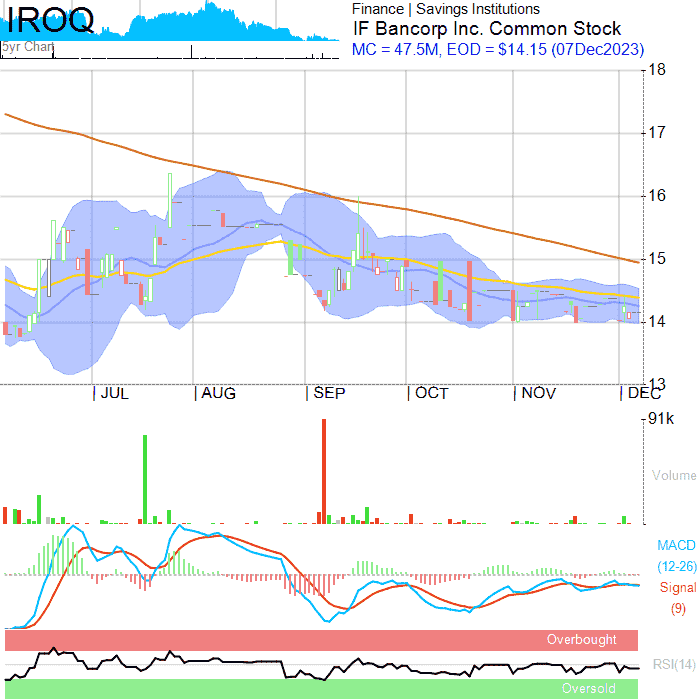 IROQ
5yr Chart
Finance | Savings Institutions
IF Bancorp Inc. Common Stock
MC = 47.5M, EOD = $14.15 (07Dec2023)
18
17
16
15
14
13
JUL AUG SEP OCT NOV DEC
91k
Volume
MACD
(12-26)
Signal
(9)
Overbought
RSI(14)
Oversold